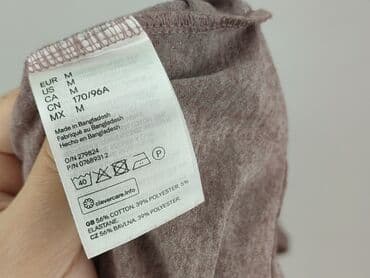 EUR M
US M
CA M
CN 170/96A
MX M
Made in Bangladesh
Fabriqué au Bangladesh
Hecho en Bangladesh
O/N 279824
P/N 0768931 2
40
P
clevercare.info
GB 56% COTTON. 39% POLYESTER. 5%
ELASTANE.
CZ 56% BAVLNA. 39% POLYESTER.